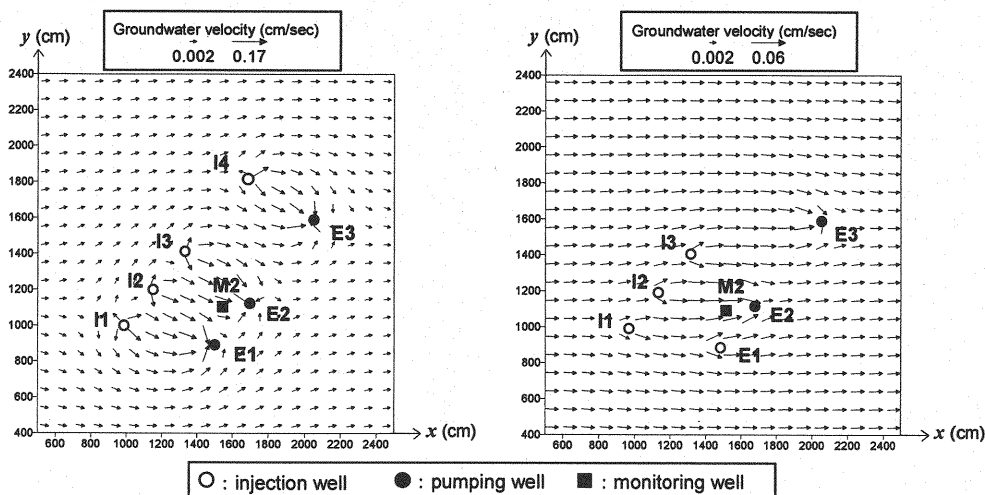 Groundwater velocity (cm/sec)
0.002 0.17
y (cm)
2400
2200
2000
1800
1600
1400
1200
1000
800
600
400
600 800 1000 1200 1400 1600 1800 2000 2200 2400
x (cm)
I4
E3
I3
I2
M2
E2
I1
E1
Groundwater velocity (cm/sec)
0.002 0.06
y (cm)
2400
2200
2000
1800
1600
1400
1200
1000
800
600
400
600 800 1000 1200 1400 1600 1800 2000 2200 2400
x (cm)
E3
I3
I2
M2
E2
I1
E1
: injection well : pumping well : monitoring well